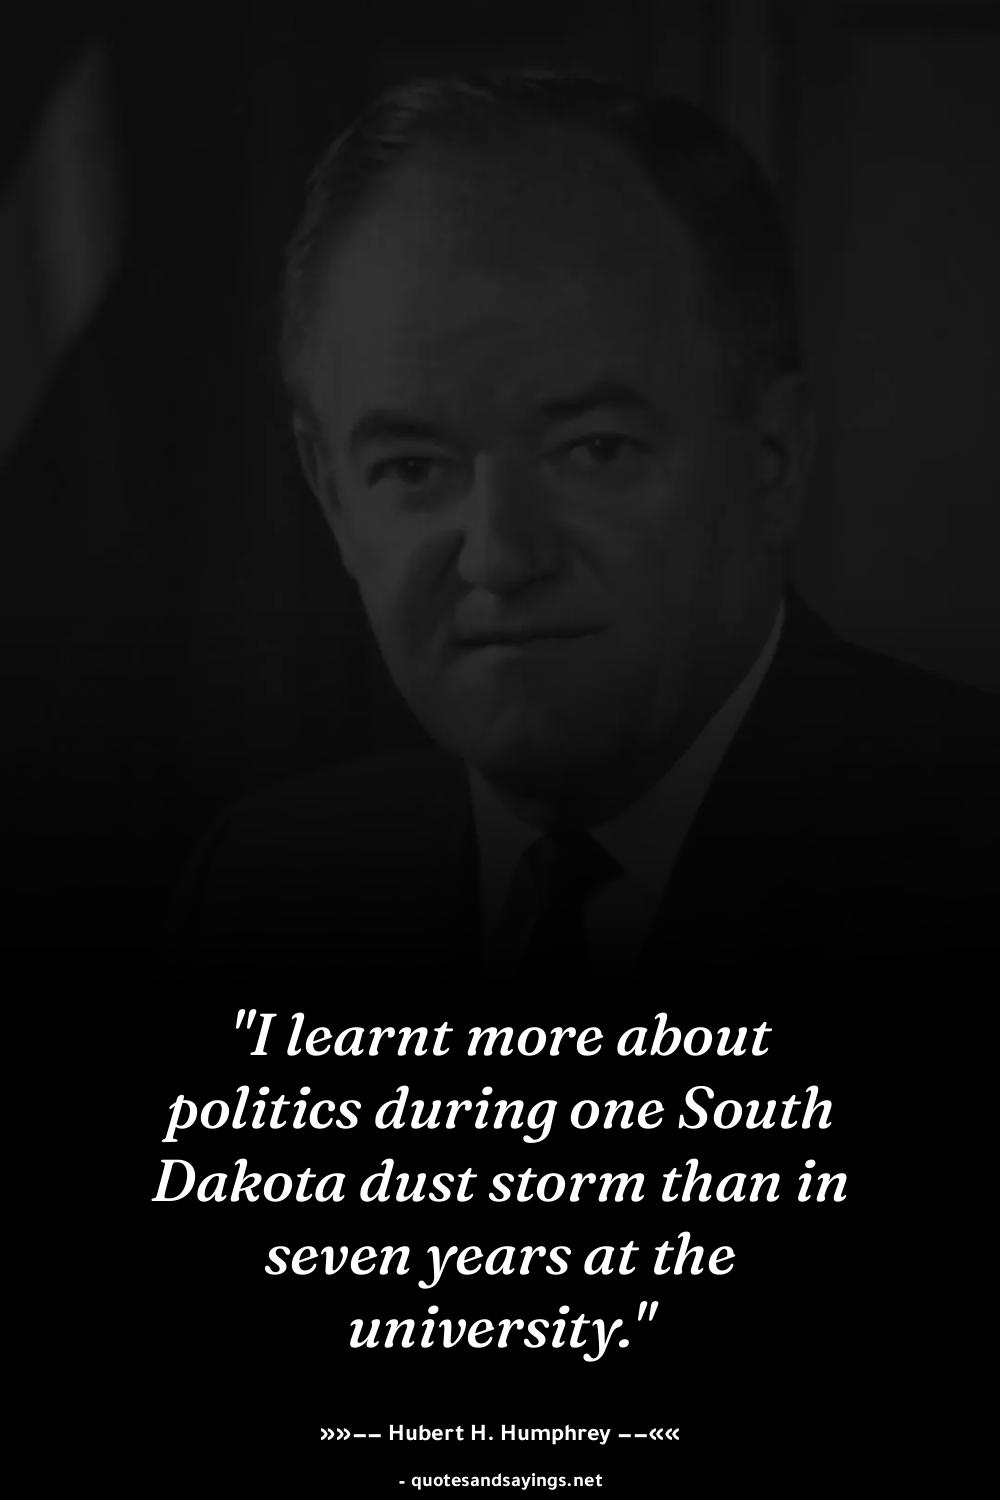 "I learnt more about
politics during one South
Dakota dust storm than in
seven years at the
university."
»»–– Hubert H. Humphrey ––««
- quotesandsayings.net